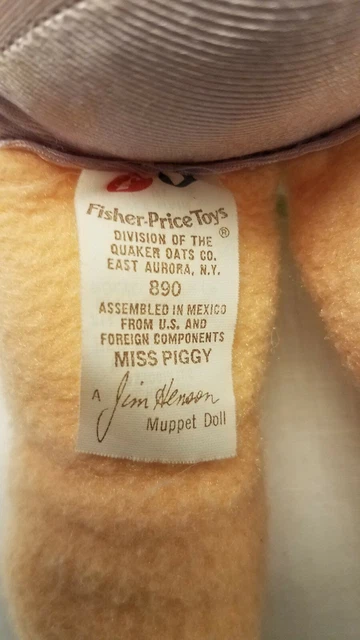 Fisher-Price Toys®
DIVISION OF THE
QUAKER OATS CO.
EAST AURORA, N.Y.
890
ASSEMBLED IN MEXICO
FROM U.S. AND
FOREIGN COMPONENTS
MISS PIGGY
A Jim Henson
Muppet Doll